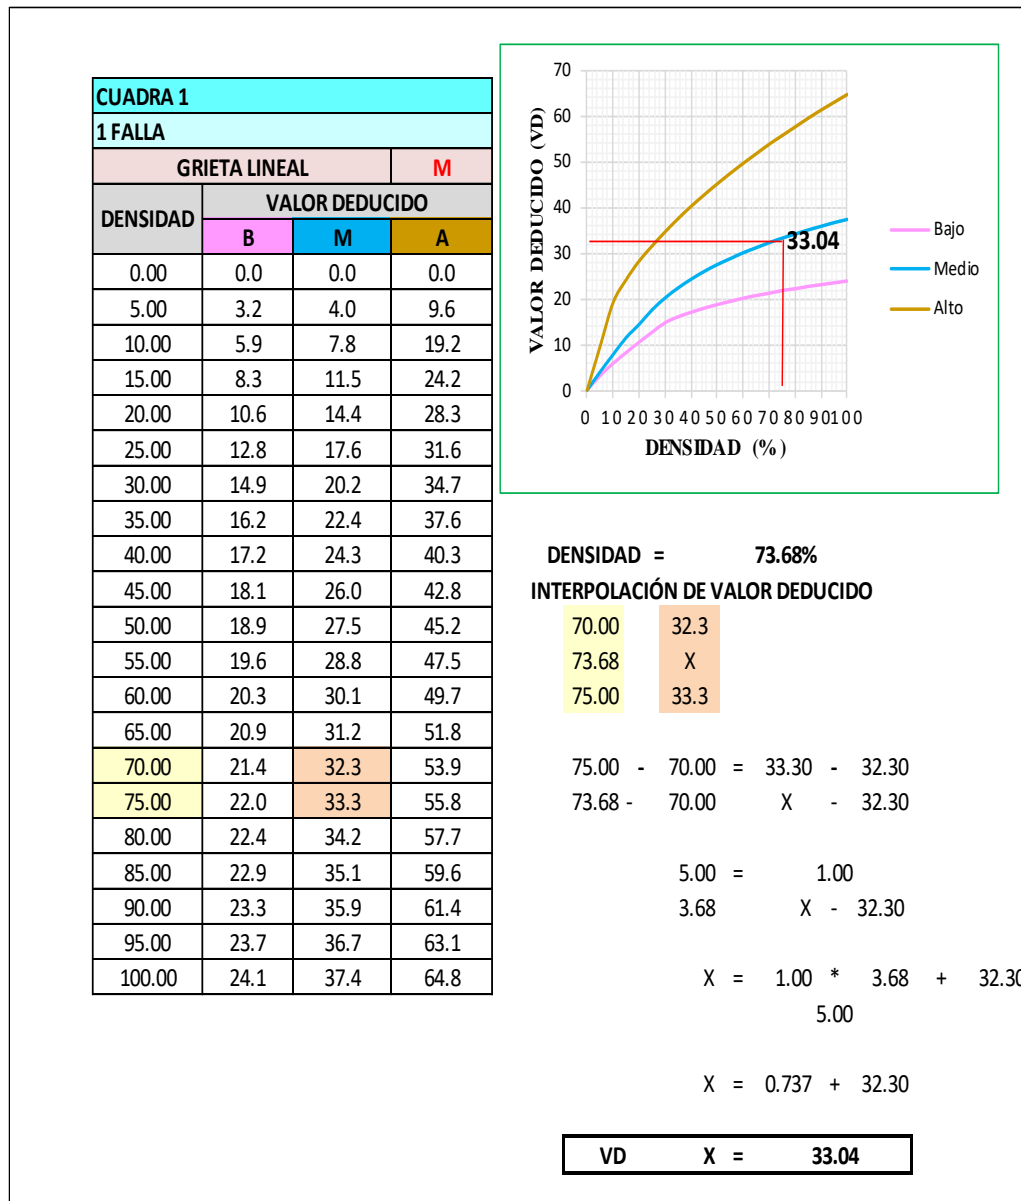 CUADRA 1
1 FALLA
GRIETA LINEAL M
DENSIDAD VALOR DEDUCIDO
B M A
0.00 0.0 0.0 0.0
5.00 3.2 4.0 9.6
10.00 5.9 7.8 19.2
15.00 8.3 11.5 24.2
20.00 10.6 14.4 28.3
25.00 12.8 17.6 31.6
30.00 14.9 20.2 34.7
35.00 16.2 22.4 37.6
40.00 17.2 24.3 40.3
45.00 18.1 26.0 42.8
50.00 18.9 27.5 45.2
55.00 19.6 28.8 47.5
60.00 20.3 30.1 49.7
65.00 20.9 31.2 51.8
70.00 21.4 32.3 53.9
75.00 22.0 33.3 55.8
80.00 22.4 34.2 57.7
85.00 22.9 35.1 59.6
90.00 23.3 35.9 61.4
95.00 23.7 36.7 63.1
100.00 24.1 37.4 64.8
VALOR DEDUCIDO (VD)
70
60
50
40
30
20
10
0
33.04
0 10 20 30 40 50 60 70 80 90 100
DENSIDAD (%)
Bajo
Medio
Alto
DENSIDAD = 73.68%
INTERPOLACIÓN DE VALOR DEDUCIDO
70.00 32.3
73.68 X
75.00 33.3
75.00 - 70.00 = 33.30 - 32.30
73.68 - 70.00 X - 32.30
5.00 = 1.00
3.68 X - 32.30
X = 1.00 * 3.68 + 32.30
5.00
X = 0.737 + 32.30
VD X = 33.04